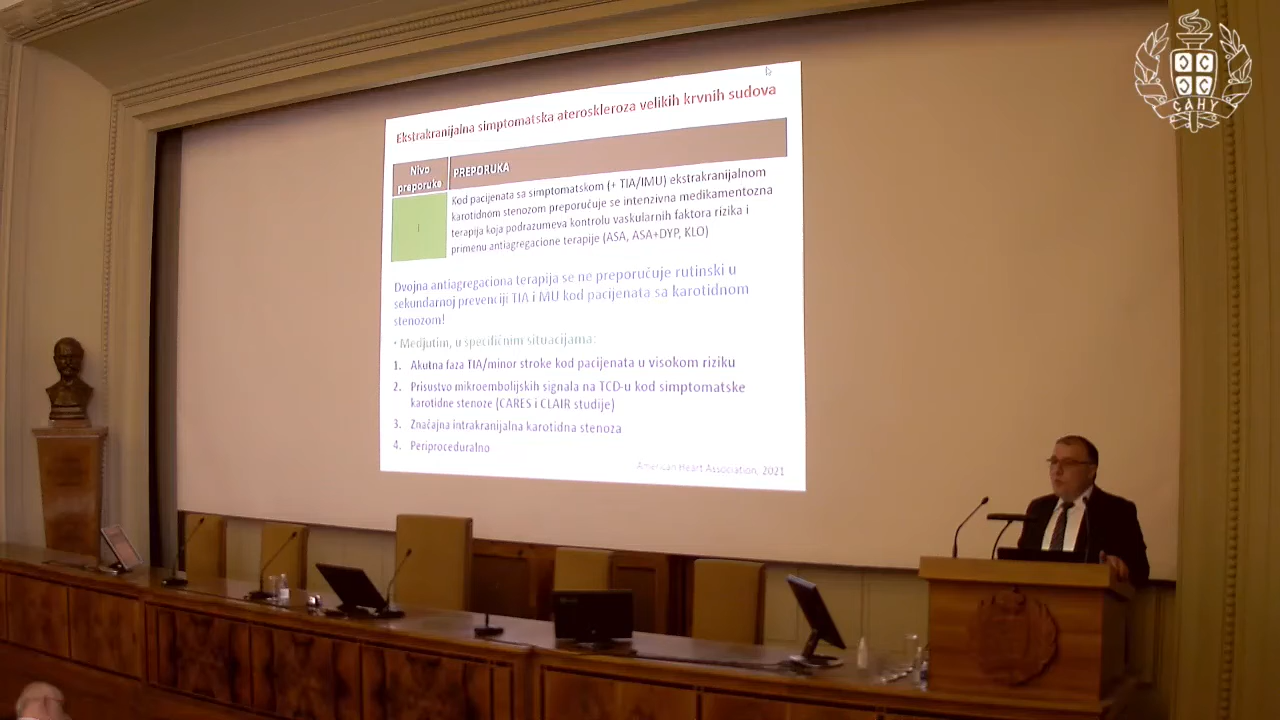 Ekstrakranijalna simptomatska ateroskleroza velikih krvnih sudova
Nivo
preporuke
PREPORUKA
I
Kod pacijenata sa simptomatskom (+ TIA/IMU) ekstrakranijalnom
karotidnom stenozom preporučuje se intenzivna medikamentozna
terapija koja podrazumeva kontrolu vaskularnih faktora rizika i
primenu antiagregacione terapije (ASA, ASA+DYP, KLO)
Dvojna antiagregaciona terapija se ne preporučuje rutinski u
sekundarnoj prevenciji TIA i MU kod pacijenata sa karotidnom
stenozom!
• Medjutim, u specifičnim situacijama:
1. Akutna faza TIA/minor stroke kod pacijenata u visokom riziku
2. Prisustvo mikroembolijskih signala na TCD-u kod simptomatske
karotidne stenoze (CARES i CLAIR studije)
3. Značajna intrakranijalna karotidna stenoza
4. Periproceduralno
American Heart Association, 2021
САНУ